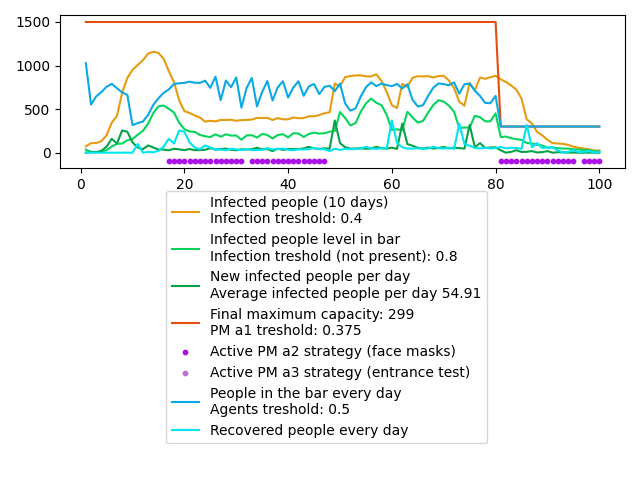 1500
1000
500
0
0
20
40
60
80
100
Infected people (10 days)
Infection treshold: 0.4
Infected people level in bar
Infection treshold (not present): 0.8
New infected people per day
Average infected people per day 54.91
Final maximum capacity: 299
PM a1 treshold: 0.375
Active PM a2 strategy (face masks)
Active PM a3 strategy (entrance test)
People in the bar every day
Agents treshold: 0.5
Recovered people every day